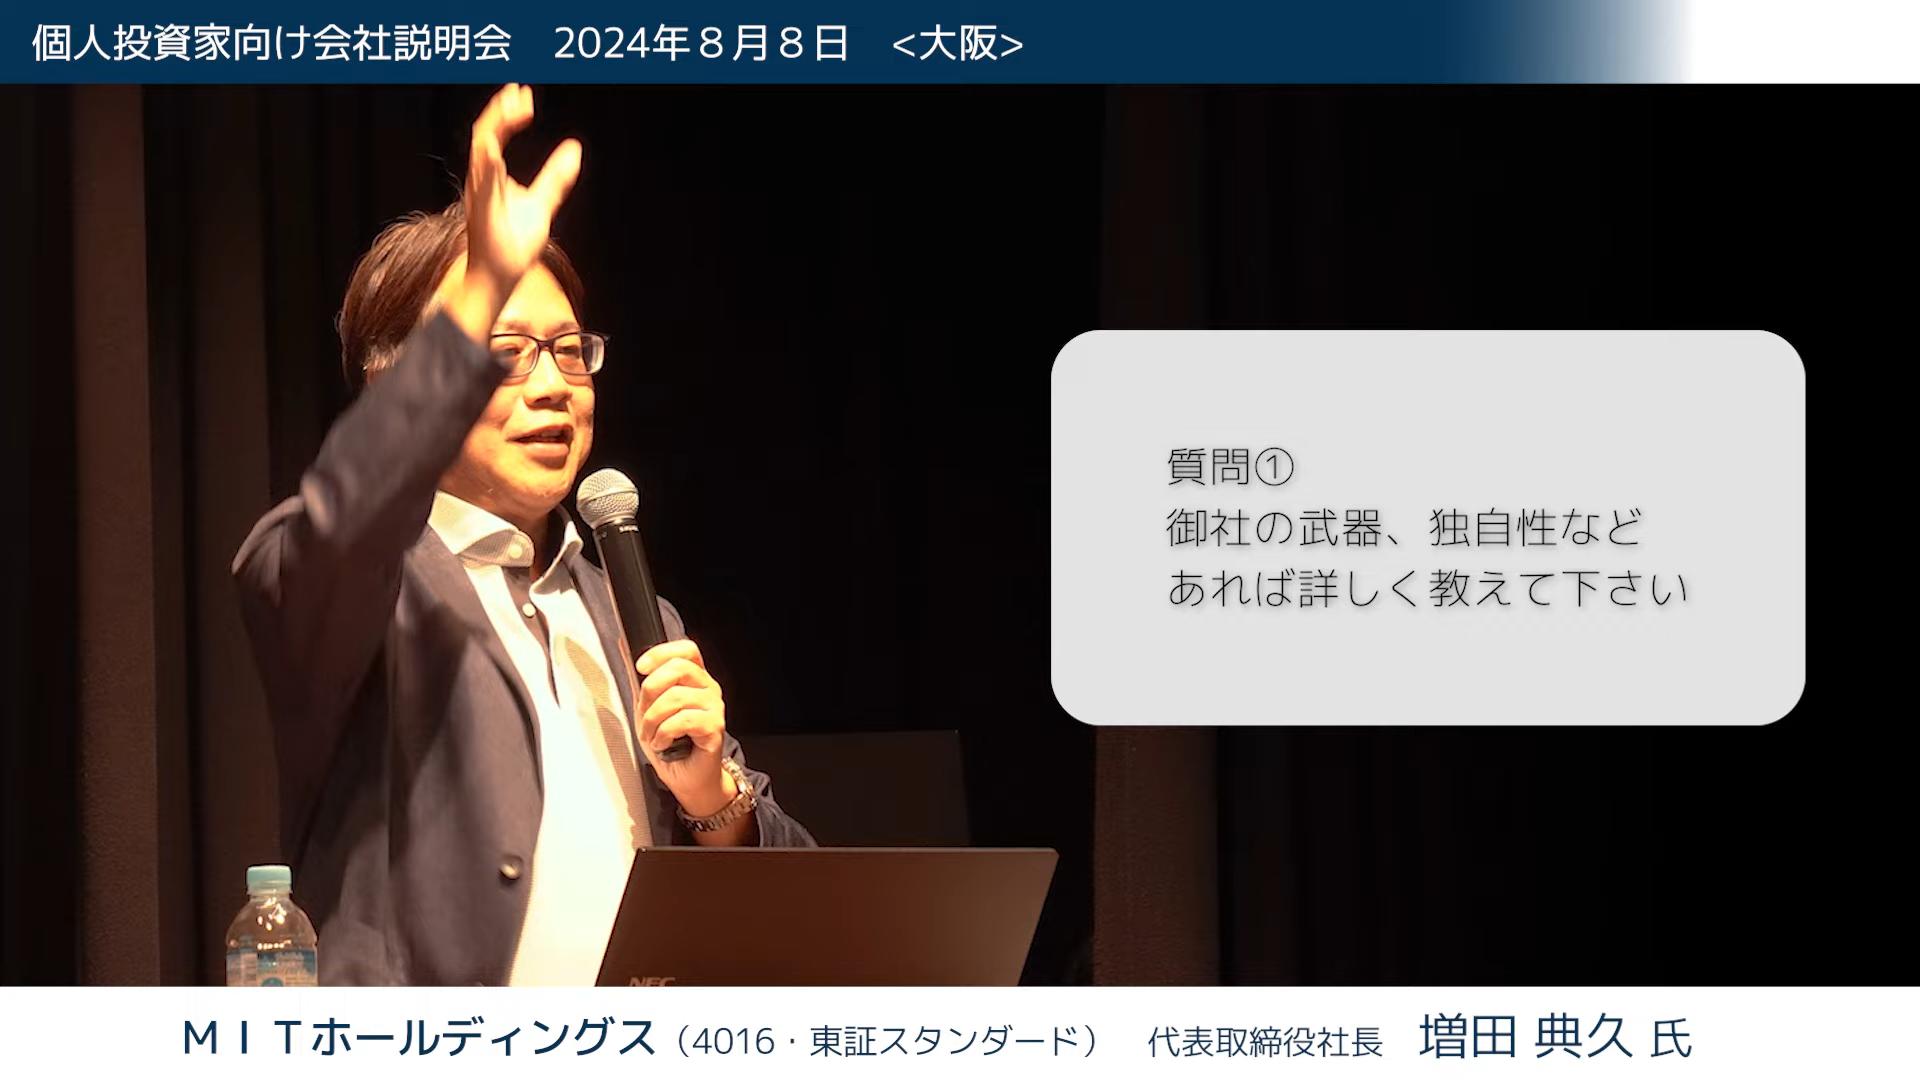 個人投資家向け会社説明会　2024年８月８日　<大阪>
質問①
御社の武器、独自性など
あれば詳しく教えて下さい
NEC
ＭＩＴホールディングス（4016・東証スタンダード）　代表取締役社長　増田 典久 氏